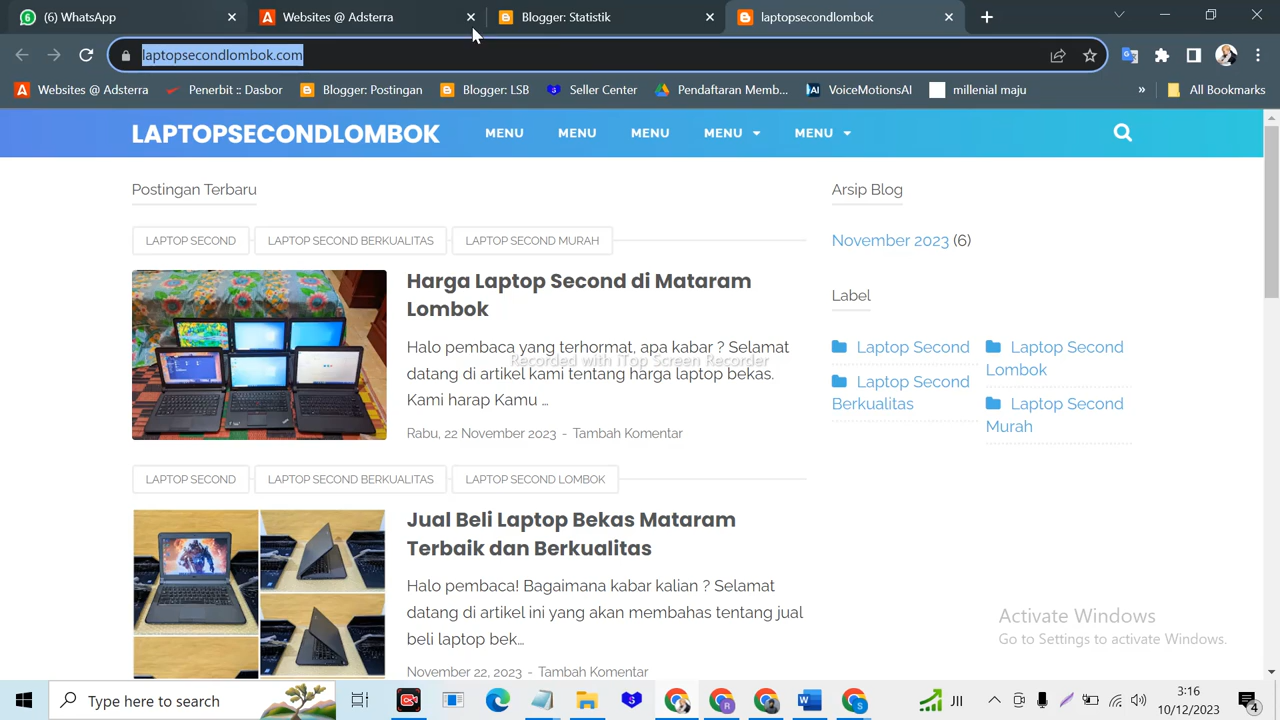 (6) WhatsApp
Websites @ Adsterra
Blogger: Statistik
laptopsecondlombok
laptopsecondlombok.com
Websites @ Adsterra
Penerbit :: Dasbor
Blogger: Postingan
Blogger: LSB
Seller Center
Pendaftaran Memb...
VoiceMotionsAI
millenial maju
»
All Bookmarks
LAPTOPSECONDLOMBOK
MENU
MENU
MENU
MENU
MENU
Postingan Terbaru
LAPTOP SECOND
LAPTOP SECOND BERKUALITAS
LAPTOP SECOND MURAH
Harga Laptop Second di Mataram
Lombok
Halo pembaca yang terhormat, apa kabar ? Selamat
datang di artikel kami tentang harga laptop bekas.
Kami harap Kamu ...
Rabu, 22 November 2023 - Tambah Komentar
Recorded with iTop Screen Recorder
LAPTOP SECOND
LAPTOP SECOND BERKUALITAS
LAPTOP SECOND LOMBOK
Jual Beli Laptop Bekas Mataram
Terbaik dan Berkualitas
Halo pembaca! Bagaimana kabar kalian ? Selamat
datang di artikel ini yang akan membahas tentang jual
beli laptop bek...
November 22, 2023 - Tambah Komentar
Arsip Blog
November 2023 (6)
Label
Laptop Second
Laptop Second
Berkualitas
Laptop Second
Lombok
Laptop Second
Murah
Activate Windows
Go to Settings to activate Windows.
Type here to search
JII
3:16
10/12/2023
4